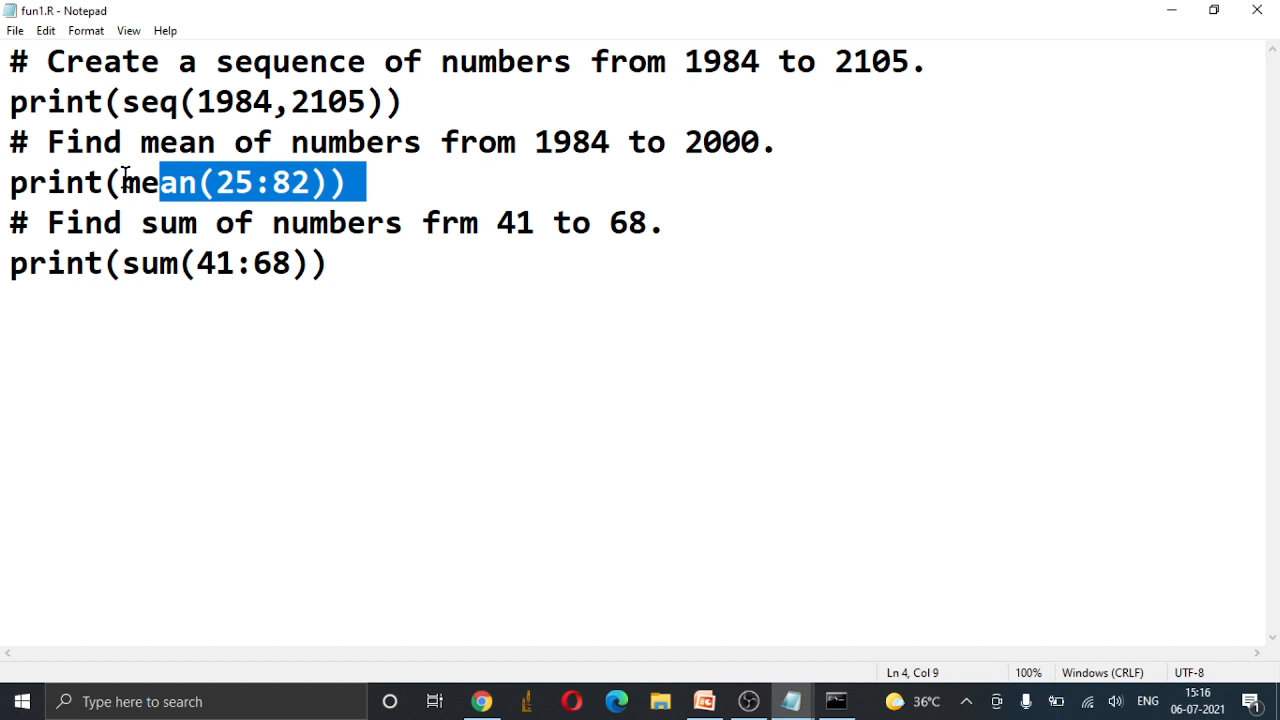 fun1.R - Notepad
File Edit Format View Help
# Create a sequence of numbers from 1984 to 2105.
print(seq(1984,2105))
# Find mean of numbers from 1984 to 2000.
print(mean(25:82))
# Find sum of numbers frm 41 to 68.
print(sum(41:68))
Ln 4, Col 9 100% Windows (CRLF) UTF-8
Type here to search 36°C ENG 15:16
06-07-2021 1